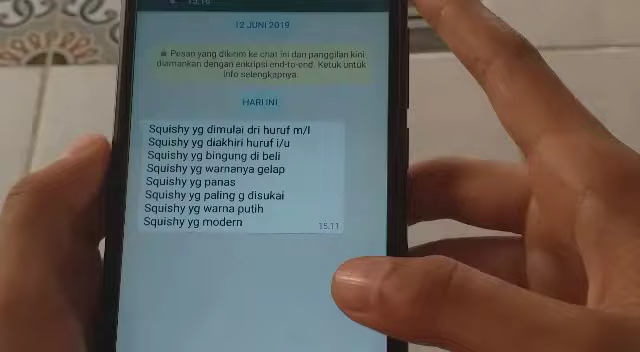 15:16
12 JUNI 2019
Pesan yang dikirim ke chat ini dan panggilan kini
diamankan dengan enkripsi end-to-end. Ketuk untuk
info selengkapnya.
HARI INI
Squishy yg dimulai dri huruf m/l
Squishy yg diakhiri huruf i/u
Squishy yg bingung di beli
Squishy yg warnanya gelap
Squishy yg panas
Squishy yg paling g disukai
Squishy yg warna putih
Squishy yg modern
15.11